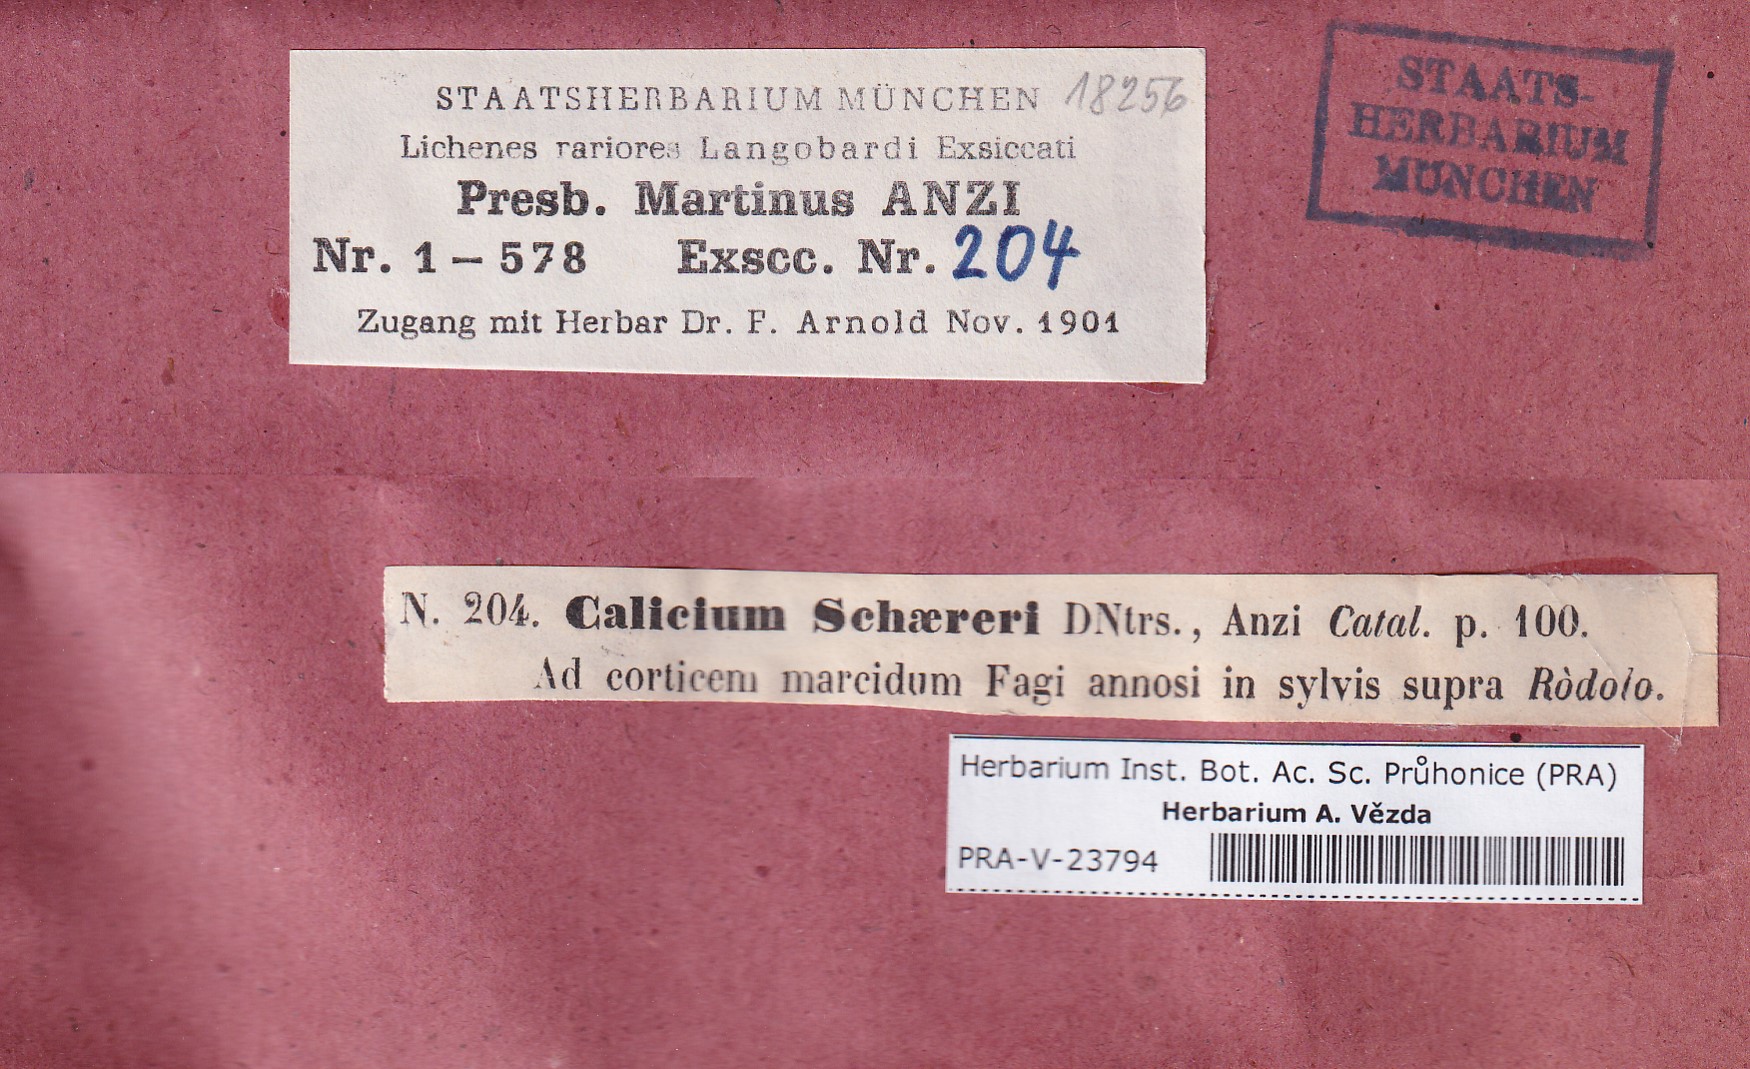 STAATSHERBARIUM MÜNCHEN 18256
Lichenes rariores Langobardi Exsiccati
Presb. Martinus ANZI
Nr. 1 – 578 Exscc. Nr. 204
Zugang mit Herbar Dr. F. Arnold Nov. 1901
STAATS-
HERBARIUM
MÜNCHEN
N. 204. Calicium Schæreri DNtrs., Anzi Catal. p. 100.
Ad corticem marcidum Fagi annosi in sylvis supra Ròdolo.
Herbarium Inst. Bot. Ac. Sc. Průhonice (PRA)
Herbarium A. Vězda
PRA-V-23794